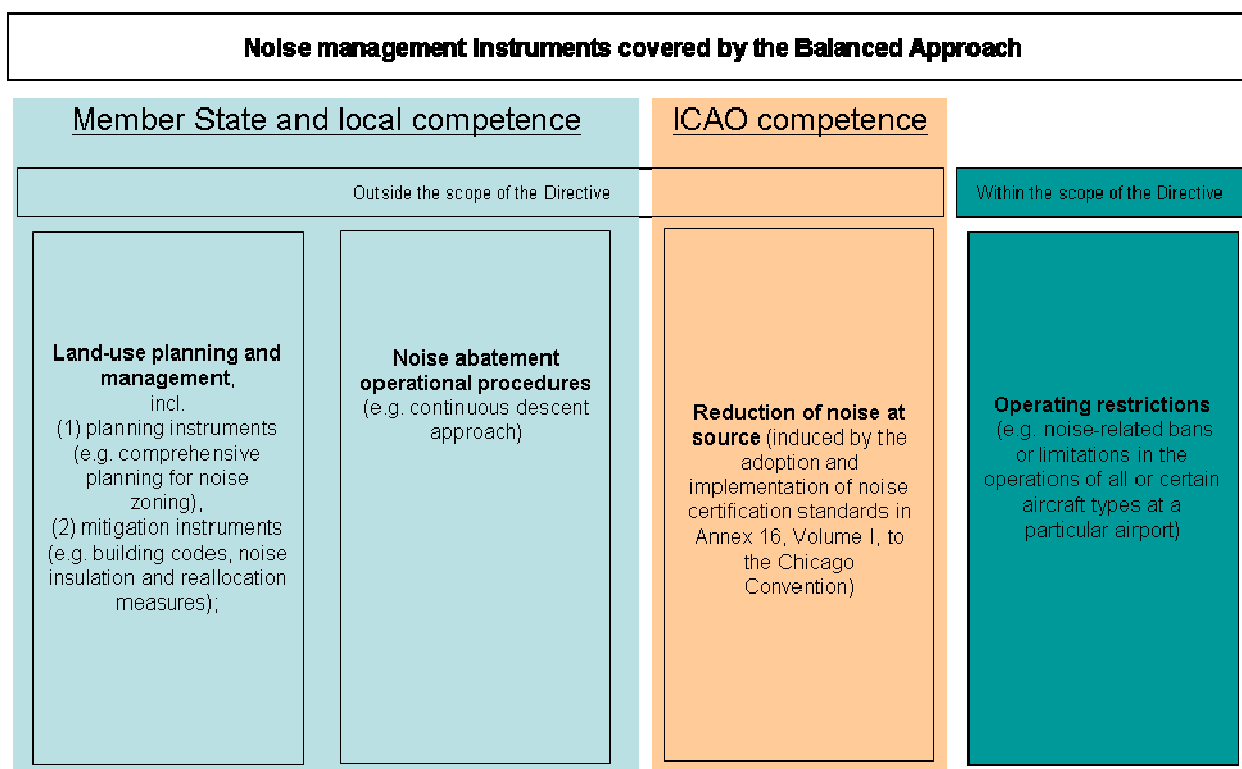 Noise management Instruments covered by the Balanced Approach
Member State and local competence
ICAO competence
Outside the scope of the Directive
Within the scope of the Directive
Land-use planning and
management,
incl.
(1) planning instruments
(e.g. comprehensive
planning for noise
zoning),
(2) mitigation instruments
(e.g. building codes, noise
insulation and reallocation
measures);
Noise abatement
operational procedures
(e.g. continuous descent
approach)
Reduction of noise at
source (induced by the
adoption and
implementation of noise
certification standards in
Annex 16, Volume I, to
the Chicago
Convention)
Operating restrictions
(e.g. noise-related bans
or limitations in the
operations of all or certain
aircraft types at a
particular airport)